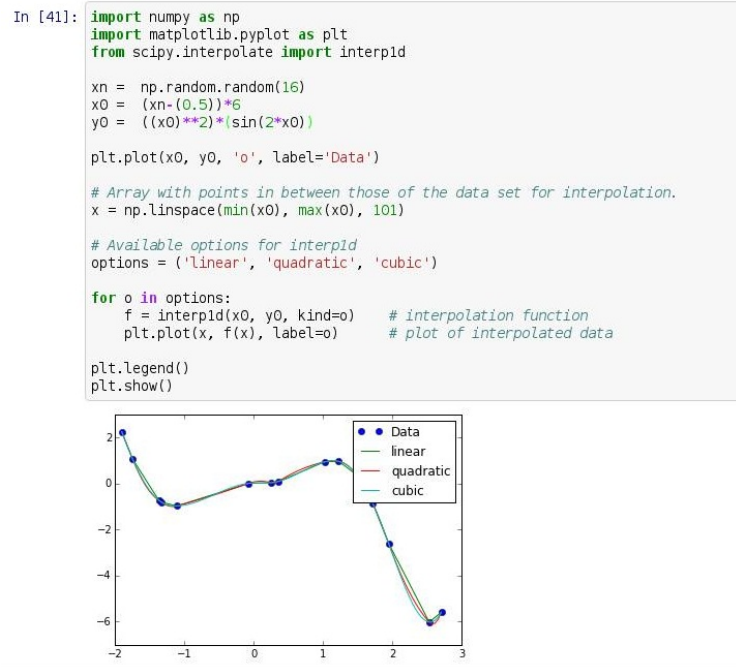 In [41]: import numpy as np
import matplotlib.pyplot as plt
from scipy.interpolate import interp1d
xn =  np.random.random(16)
x0 =  (xn-(0.5))*6
y0 =  ((x0)**2)*(sin(2*x0))
plt.plot(x0, y0, 'o', label='Data')
# Array with points in between those of the data set for interpolation.
x = np.linspace(min(x0), max(x0), 101)
# Available options for interp1d
options = ('linear', 'quadratic', 'cubic')
for o in options:
    f = interp1d(x0, y0, kind=o)    # interpolation function
    plt.plot(x, f(x), label=o)      # plot of interpolated data
plt.legend()
plt.show()
Data
linear
quadratic
cubic
2
0
−2
−4
−6
−2 −1 0 1 2 3